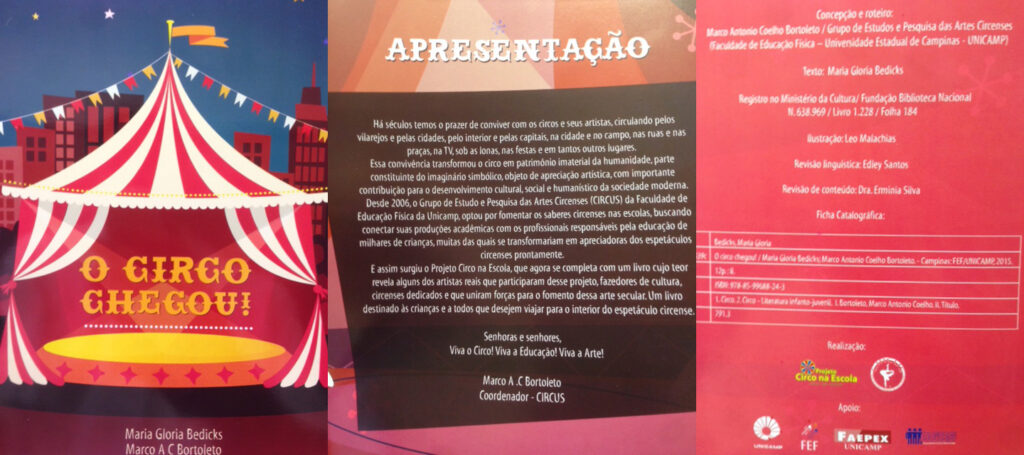 O CIRCO
CHEGOU!
Maria Gloria Bedicks
Marco A C Bortoleto
APRESENTAÇÃO
Há séculos temos o prazer de conviver com os circos e seus artistas, circulando pelos
vilarejos e pelas cidades, pelo interior e pelas capitais, na cidade e no campo, nas ruas e nas
praças, na TV, sob as lonas, nas festas e em tantos outros lugares.
Essa convivência transformou o circo em patrimônio imaterial da humanidade, parte
constituinte do imaginário simbólico, objeto de apreciação artística, com importante
contribuição para o desenvolvimento cultural, social e humanístico da sociedade moderna.
Desde 2006, o Grupo de Estudo e Pesquisa das Artes Circenses (CIRCUS) da Faculdade de
Educação Física da Unicamp, optou por fomentar os saberes circenses nas escolas, buscando
conectar suas produções acadêmicas com os profissionais responsáveis pela educação de
milhares de crianças, muitas das quais se transformariam em apreciadoras dos espetáculos
circenses prontamente.
E assim surgiu o Projeto Circo na Escola, que agora se completa com um livro cujo teor
revela alguns dos artistas reais que participaram desse projeto, fazedores de cultura,
circenses dedicados e que uniram forças para o fomento dessa arte secular. Um livro
destinado às crianças e a todos que desejem viajar para o interior do espetáculo circense.
Senhoras e senhores,
Viva o Circo! Viva a Educação! Viva a Arte!
Marco A .C Bortoleto
Coordenador - CIRCUS
Concepção e roteiro:
Marco Antonio Coelho Bortoleto / Grupo de Estudos e Pesquisa das Artes Circenses
(Faculdade de Educação Física – Universidade Estadual de Campinas - UNICAMP)
Texto: Maria Gloria Bedicks
Registro no Ministério da Cultura/ Fundação Biblioteca Nacional
N. 638.969 / Livro 1.228 / Folha 184
Ilustração: Leo Malachias
Revisão linguística: Edley Santos
Revisão de conteúdo: Dra. Erminia Silva
Ficha Catalográfica:
Bedicks, Maria Gloria
O circo chegou! / Maria Gloria Bedicks; Marco Antonio Coelho Bortoleto. - Campinas: FEF/UNICAMP, 2015.
12p : il.
ISBN: 978-85-99688-24-3
1. Circo. 2. Circo - Literatura infanto-juvenil. I. Bortoleto, Marco Antonio Coelho, II. Título.
791.3
Realização:
Projeto
Circo na Escola
Apoio:
UNICAMP
FEF
FAEPEX
UNICAMP